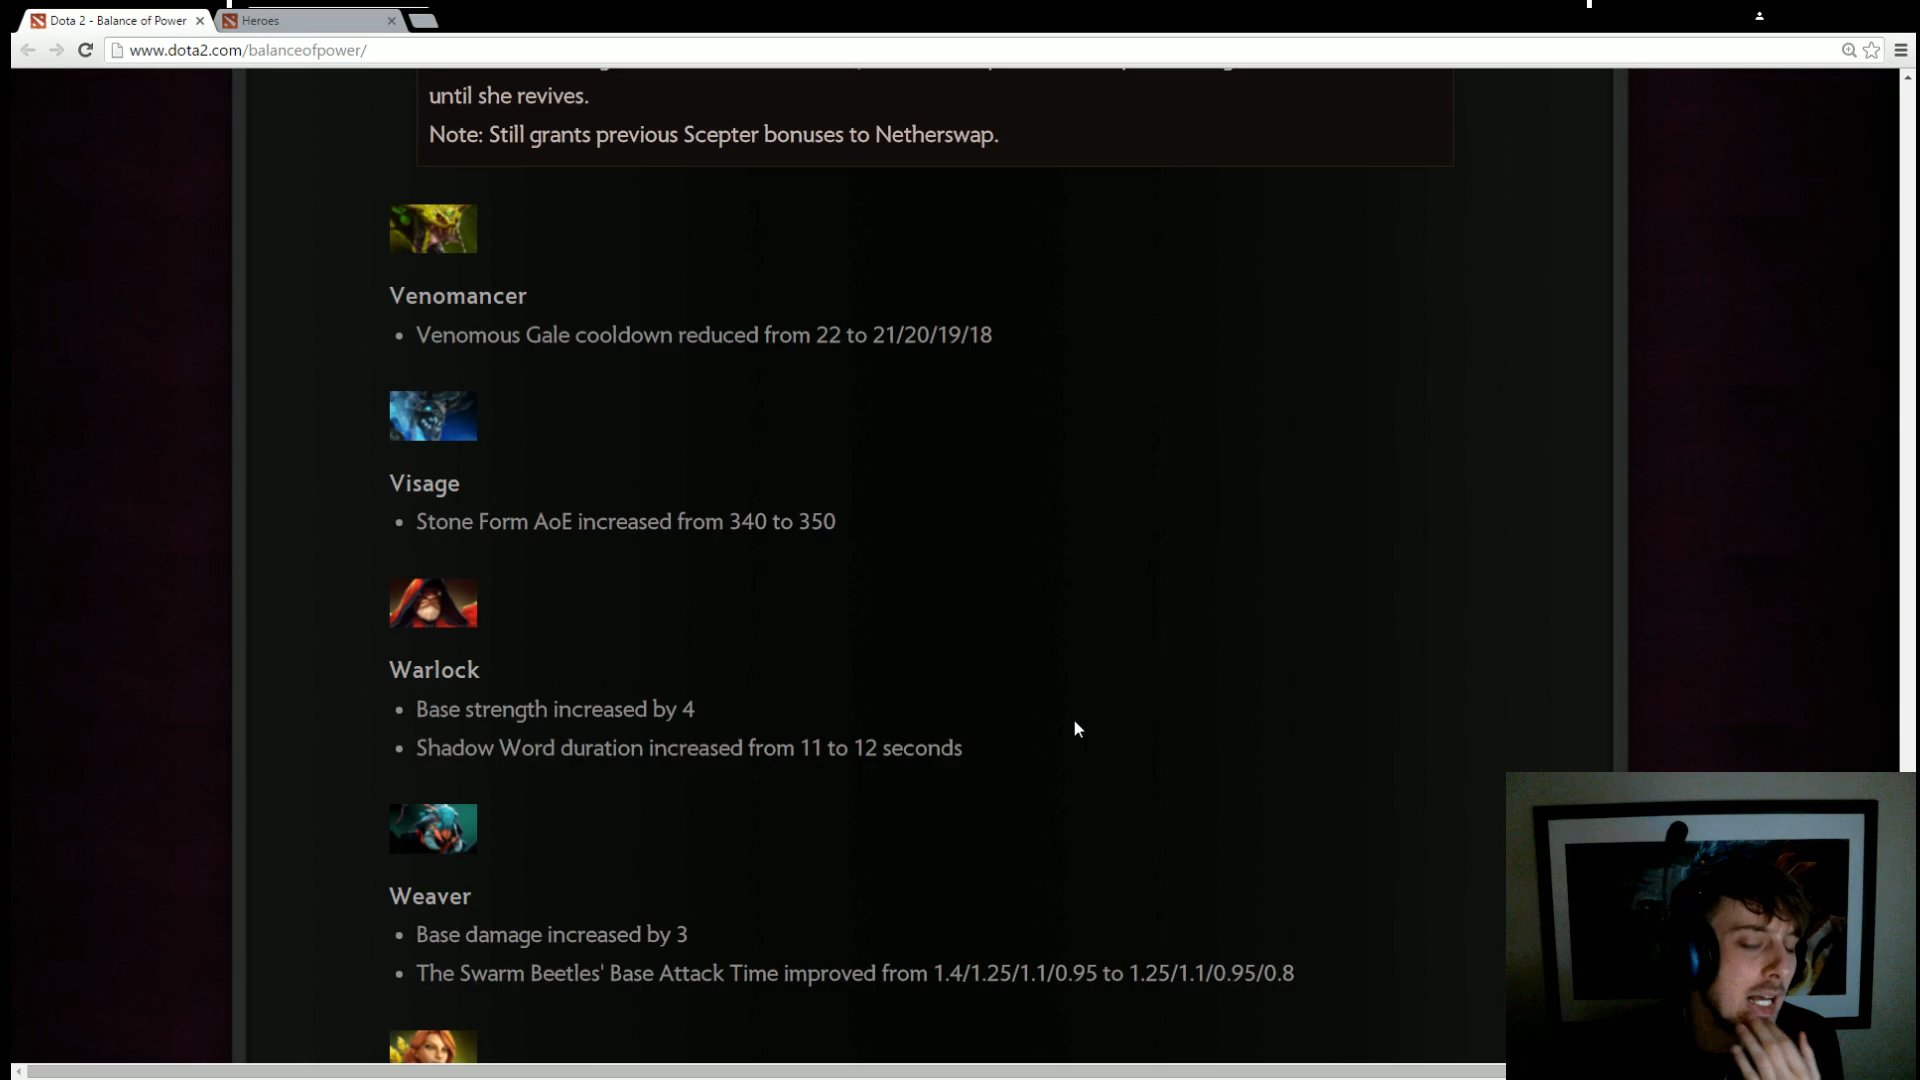 Dota 2 - Balance of Power
Heroes
www.dota2.com/balanceofpower/
until she revives.
Note: Still grants previous Scepter bonuses to Netherswap.
Venomancer
• Venomous Gale cooldown reduced from 22 to 21/20/19/18
Visage
• Stone Form AoE increased from 340 to 350
Warlock
• Base strength increased by 4
• Shadow Word duration increased from 11 to 12 seconds
Weaver
• Base damage increased by 3
• The Swarm Beetles' Base Attack Time improved from 1.4/1.25/1.1/0.95 to 1.25/1.1/0.95/0.8